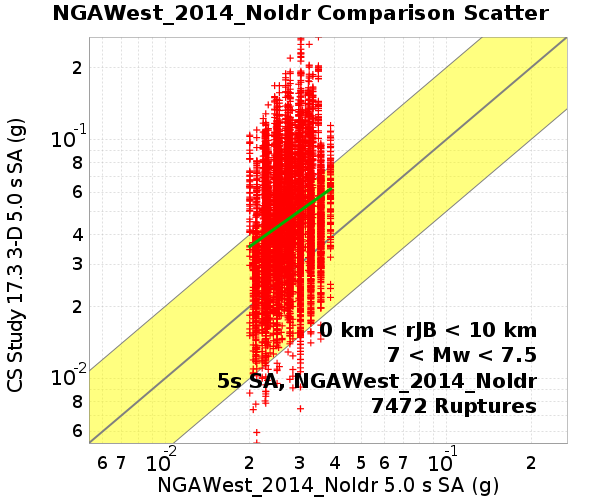 NGAWest_2014_NoIdr Comparison Scatter
CS Study 17.3 3-D 5.0 s SA (g)
2
10⁻¹
8
6
4
3
2
10⁻²
8
6
0 km < rJB < 10 km
7 < Mw < 7.5
5s SA, NGAWest_2014_NoIdr
7472 Ruptures
6 7 10⁻² 2 3 4 5 6 7 10⁻¹ 2
NGAWest_2014_NoIdr 5.0 s SA (g)